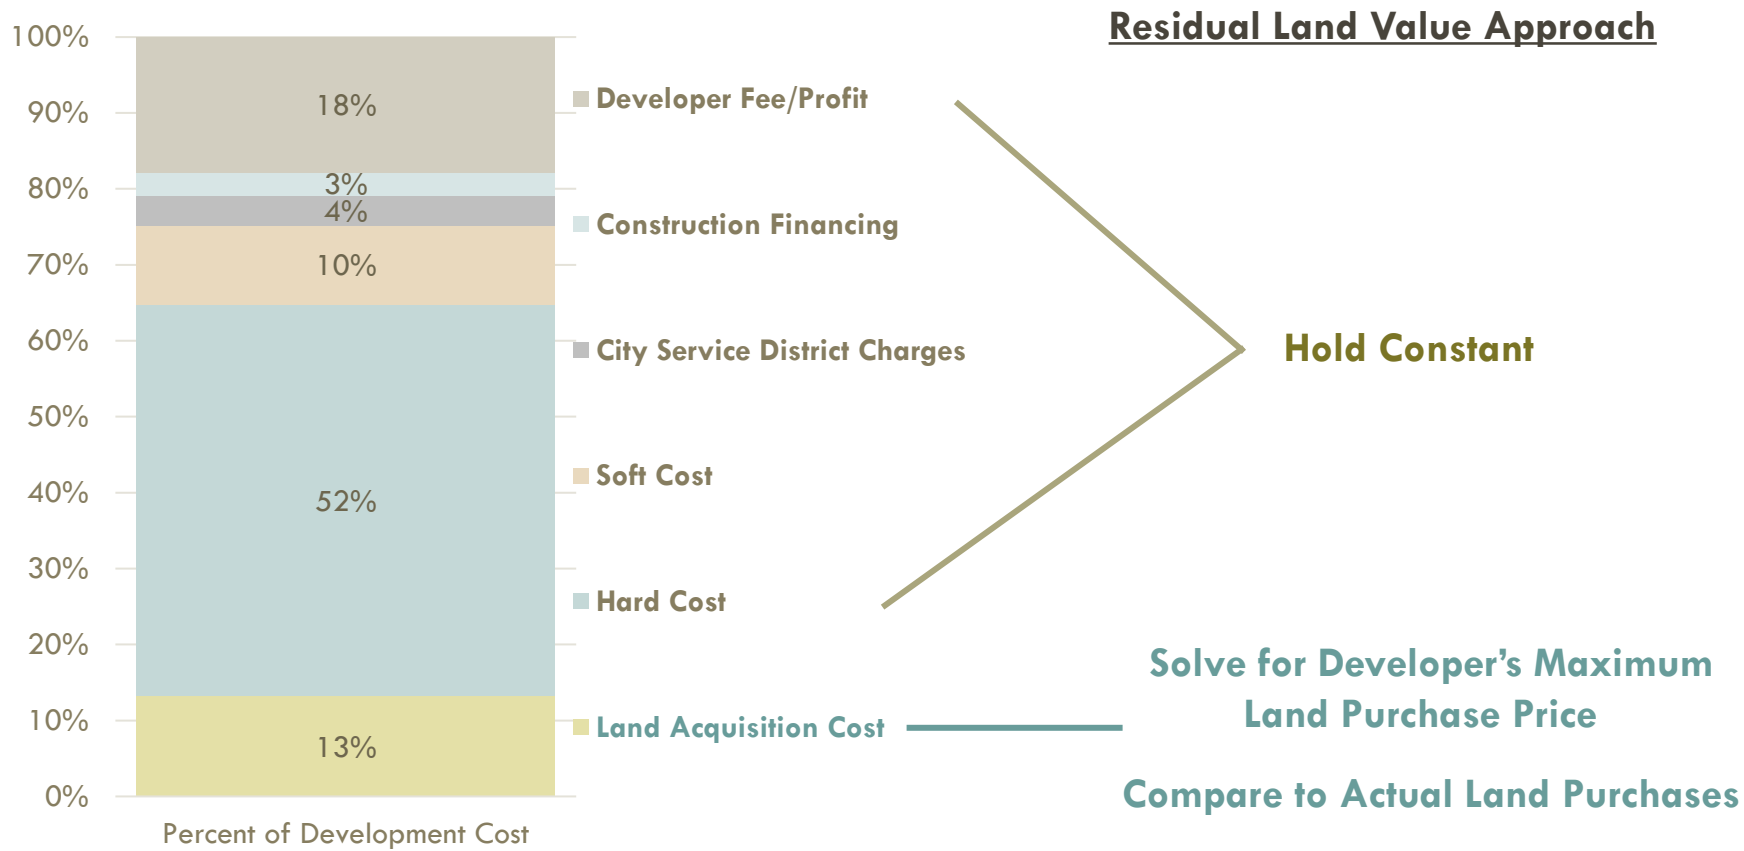 Residual Land Value Approach
100%
90%
80%
70%
60%
50%
40%
30%
20%
10%
0%
18%
3%
4%
10%
52%
13%
Percent of Development Cost
Developer Fee/Profit
Construction Financing
City Service District Charges
Soft Cost
Hard Cost
Land Acquisition Cost
Hold Constant
Solve for Developer’s Maximum
Land Purchase Price
Compare to Actual Land Purchases